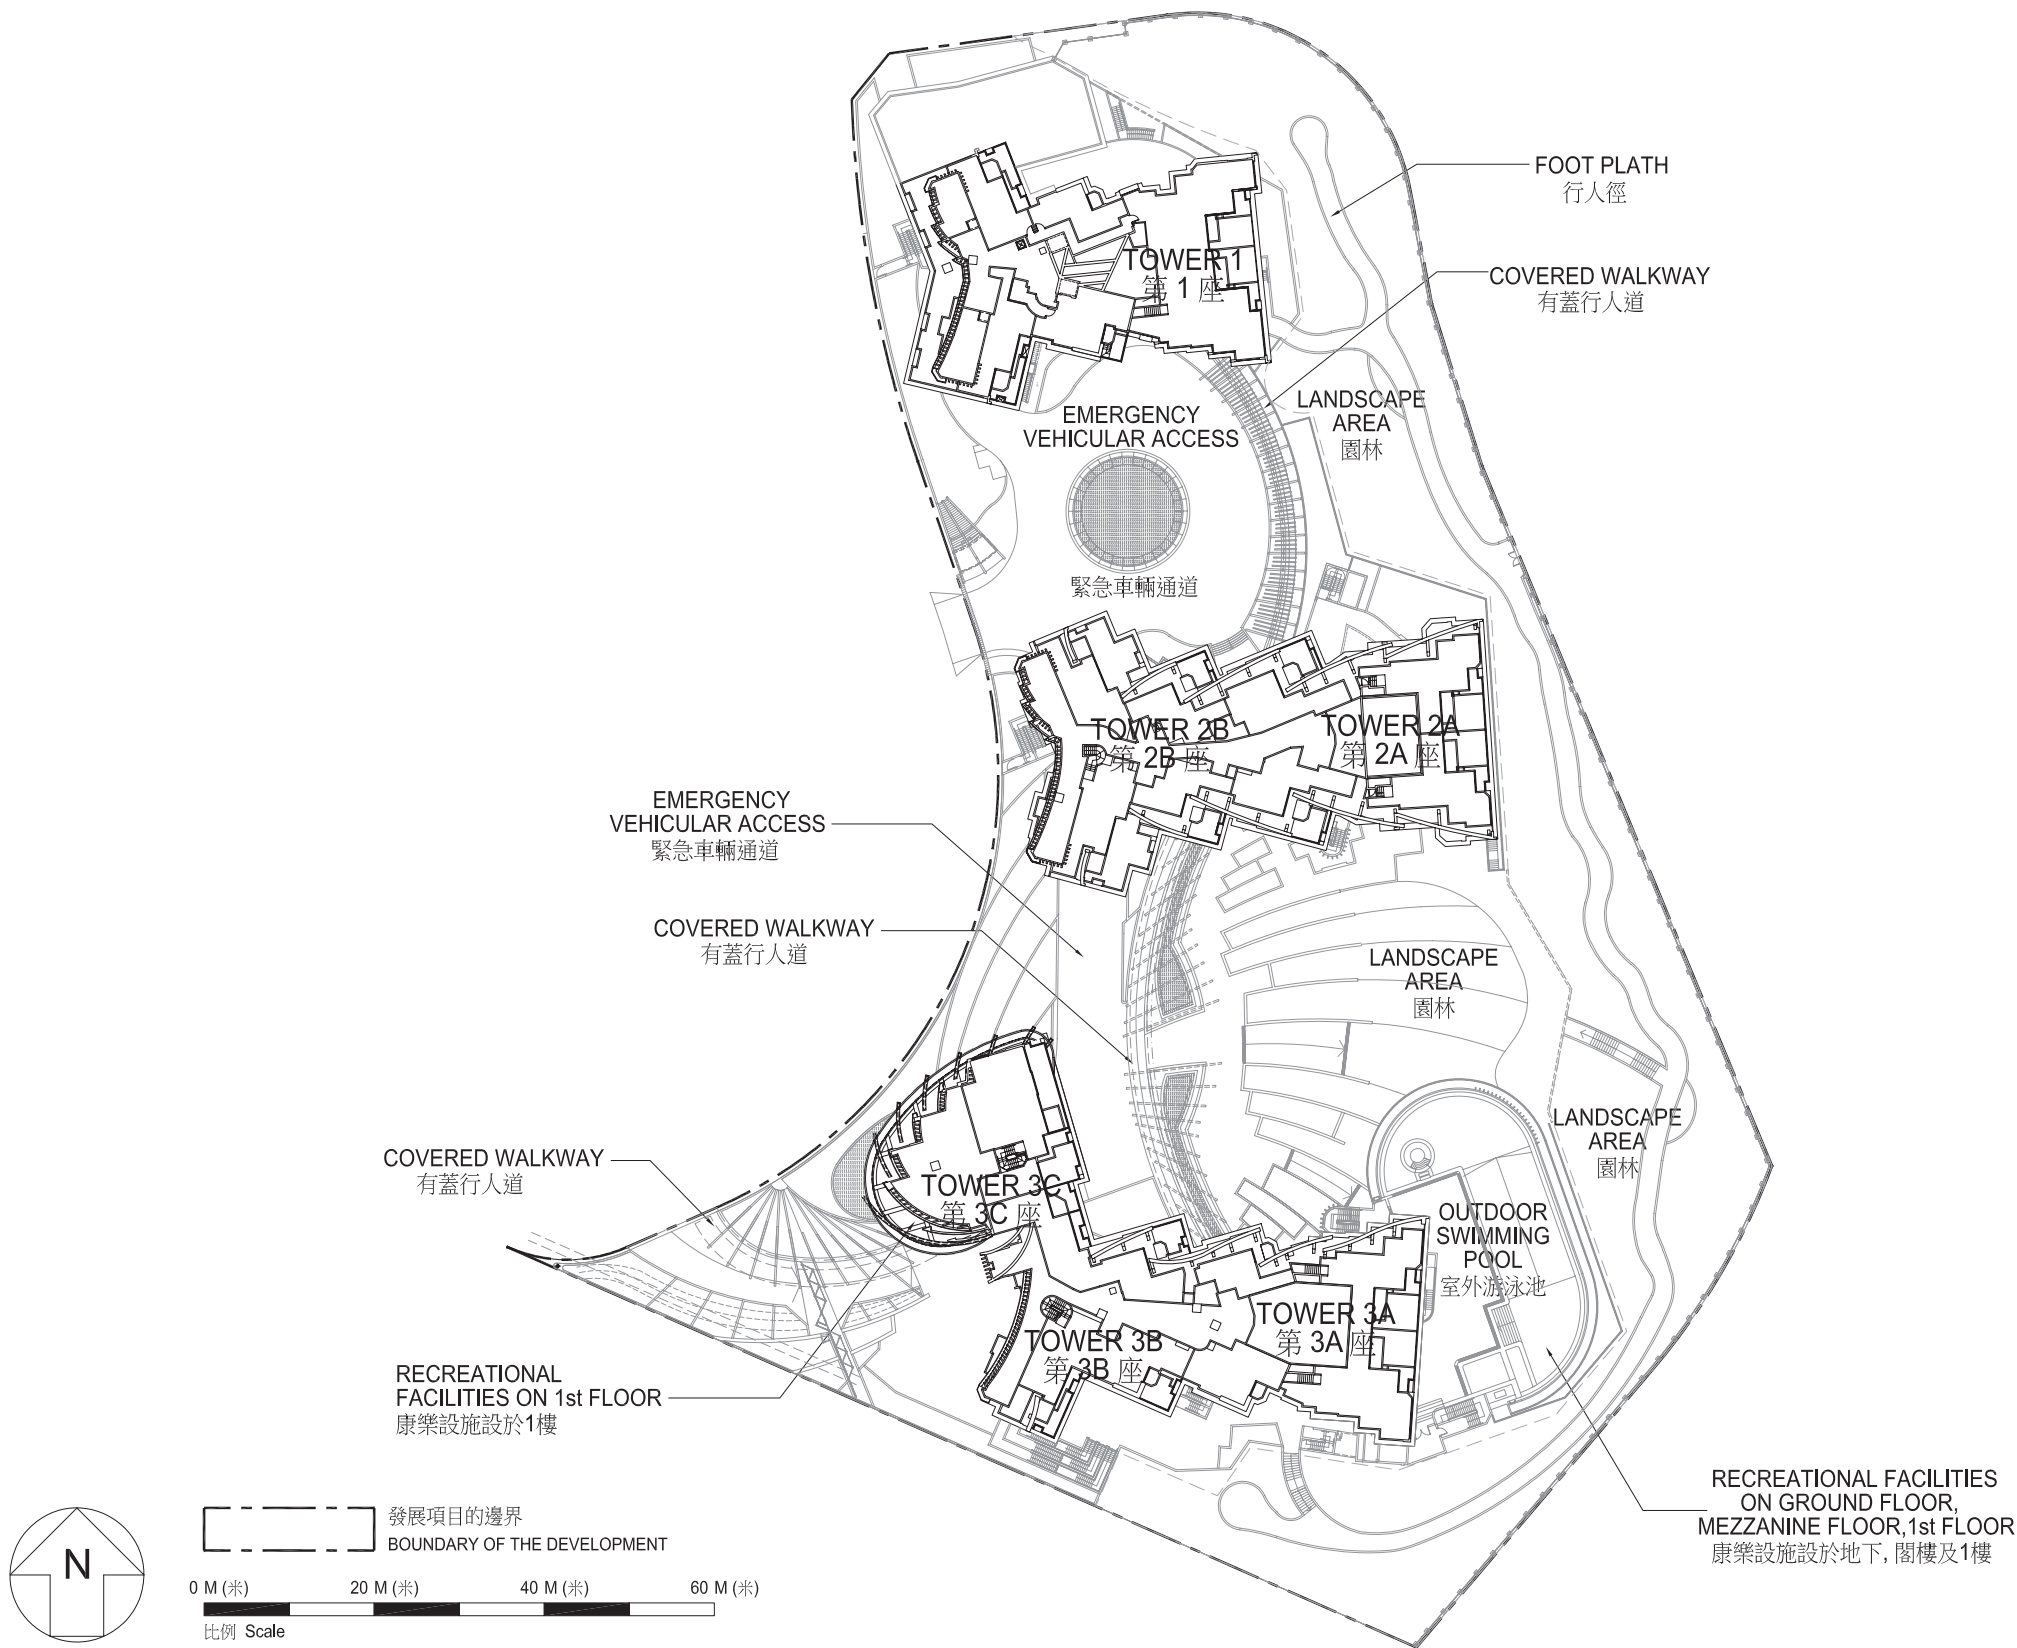 FOOT PLATH
行人徑
COVERED WALKWAY
有蓋行人道
TOWER 1
第 1 座
LANDSCAPE
AREA
園林
EMERGENCY
VEHICULAR ACCESS
緊急車輛通道
TOWER 2B
第 2B 座
TOWER 2A
第 2A 座
EMERGENCY
VEHICULAR ACCESS
緊急車輛通道
COVERED WALKWAY
有蓋行人道
LANDSCAPE
AREA
園林
LANDSCAPE
AREA
園林
COVERED WALKWAY
有蓋行人道
TOWER 3C
第 3C 座
OUTDOOR
SWIMMING
POOL
室外游泳池
TOWER 3A
第 3A 座
TOWER 3B
第 3B 座
RECREATIONAL
FACILITIES ON 1st FLOOR
康樂設施設於1樓
RECREATIONAL FACILITIES
ON GROUND FLOOR,
MEZZANINE FLOOR,1st FLOOR
康樂設施設於地下, 閣樓及1樓
N
發展項目的邊界
BOUNDARY OF THE DEVELOPMENT
0 M (米) 20 M (米) 40 M (米) 60 M (米)
比例 Scale